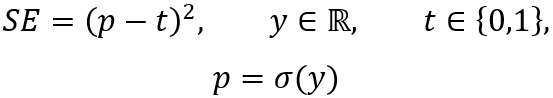 SE = (p − t)², y ∈ ℝ, t ∈ {0,1},
p = σ(y)